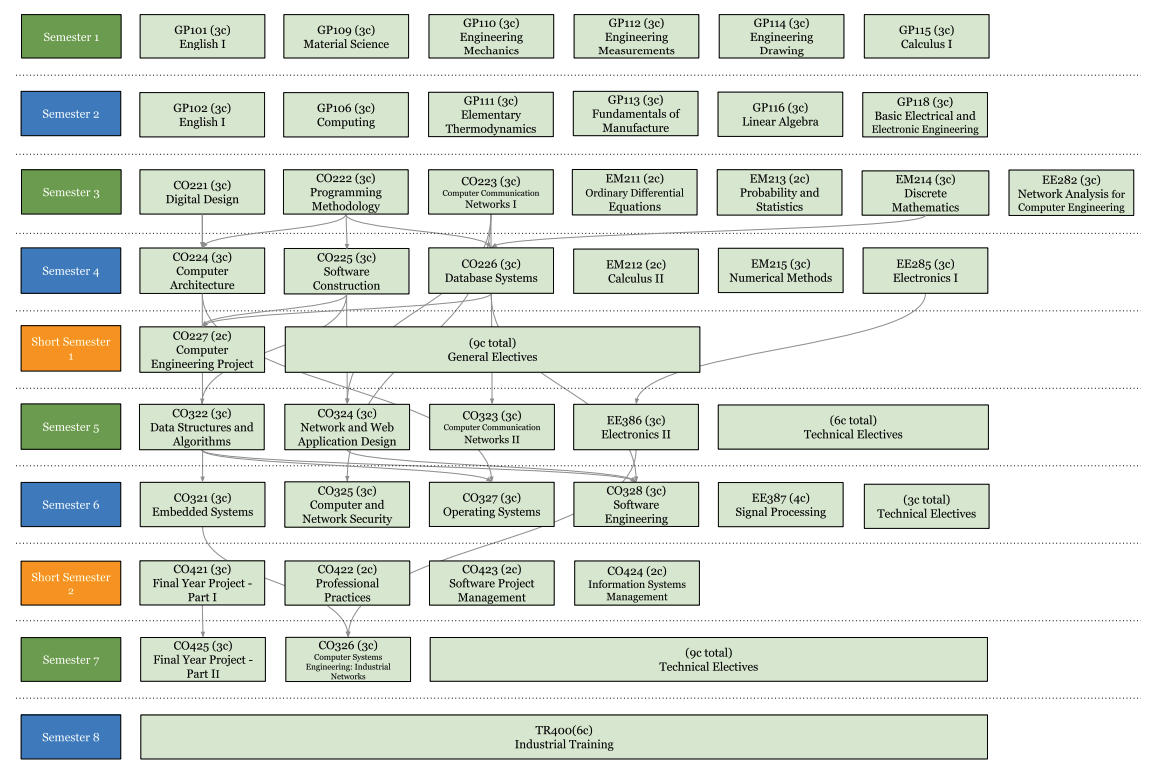 Semester 1
GP101 (3c)
English I
GP109 (3c)
Material Science
GP110 (3c)
Engineering
Mechanics
GP112 (3c)
Engineering
Measurements
GP114 (3c)
Engineering
Drawing
GP115 (3c)
Calculus I
Semester 2
GP102 (3c)
English I
GP106 (3c)
Computing
GP111 (3c)
Elementary
Thermodynamics
GP113 (3c)
Fundamentals of
Manufacture
GP116 (3c)
Linear Algebra
GP118 (3c)
Basic Electrical and
Electronic Engineering
Semester 3
CO221 (3c)
Digital Design
CO222 (3c)
Programming
Methodology
CO223 (3c)
Computer Communication
Networks I
EM211 (2c)
Ordinary Differential
Equations
EM213 (2c)
Probability and
Statistics
EM214 (3c)
Discrete
Mathematics
EE282 (3c)
Network Analysis for
Computer Engineering
Semester 4
CO224 (3c)
Computer
Architecture
CO225 (3c)
Software
Construction
CO226 (3c)
Database Systems
EM212 (2c)
Calculus II
EM215 (3c)
Numerical Methods
EE285 (3c)
Electronics I
Short Semester
1
CO227 (2c)
Computer
Engineering Project
(9c total)
General Electives
Semester 5
CO322 (3c)
Data Structures and
Algorithms
CO324 (3c)
Network and Web
Application Design
CO323 (3c)
Computer Communication
Networks II
EE386 (3c)
Electronics II
(6c total)
Technical Electives
Semester 6
CO321 (3c)
Embedded Systems
CO325 (3c)
Computer and
Network Security
CO327 (3c)
Operating Systems
CO328 (3c)
Software
Engineering
EE387 (4c)
Signal Processing
(3c total)
Technical Electives
Short Semester
2
CO421 (3c)
Final Year Project -
Part I
CO422 (2c)
Professional
Practices
CO423 (2c)
Software Project
Management
CO424 (2c)
Information Systems
Management
Semester 7
CO425 (3c)
Final Year Project -
Part II
CO326 (3c)
Computer Systems
Engineering: Industrial
Networks
(9c total)
Technical Electives
Semester 8
TR400(6c)
Industrial Training